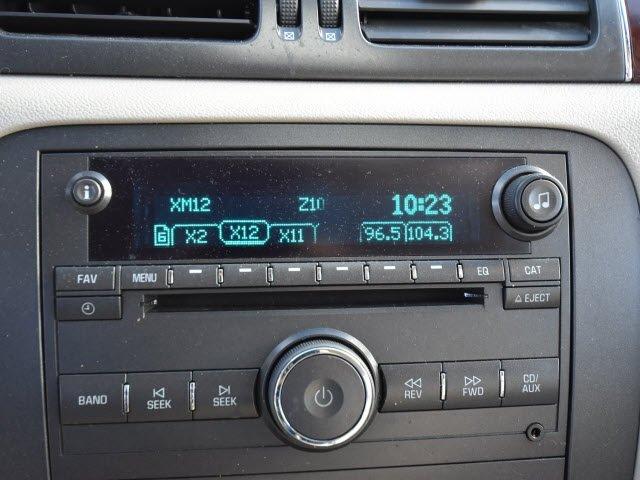 XM12 Z10 10:23
6 X2 X12 X11 96.5 104.3
FAV MENU EQ CAT
EJECT
BAND SEEK SEEK REV FWD CD/
AUX